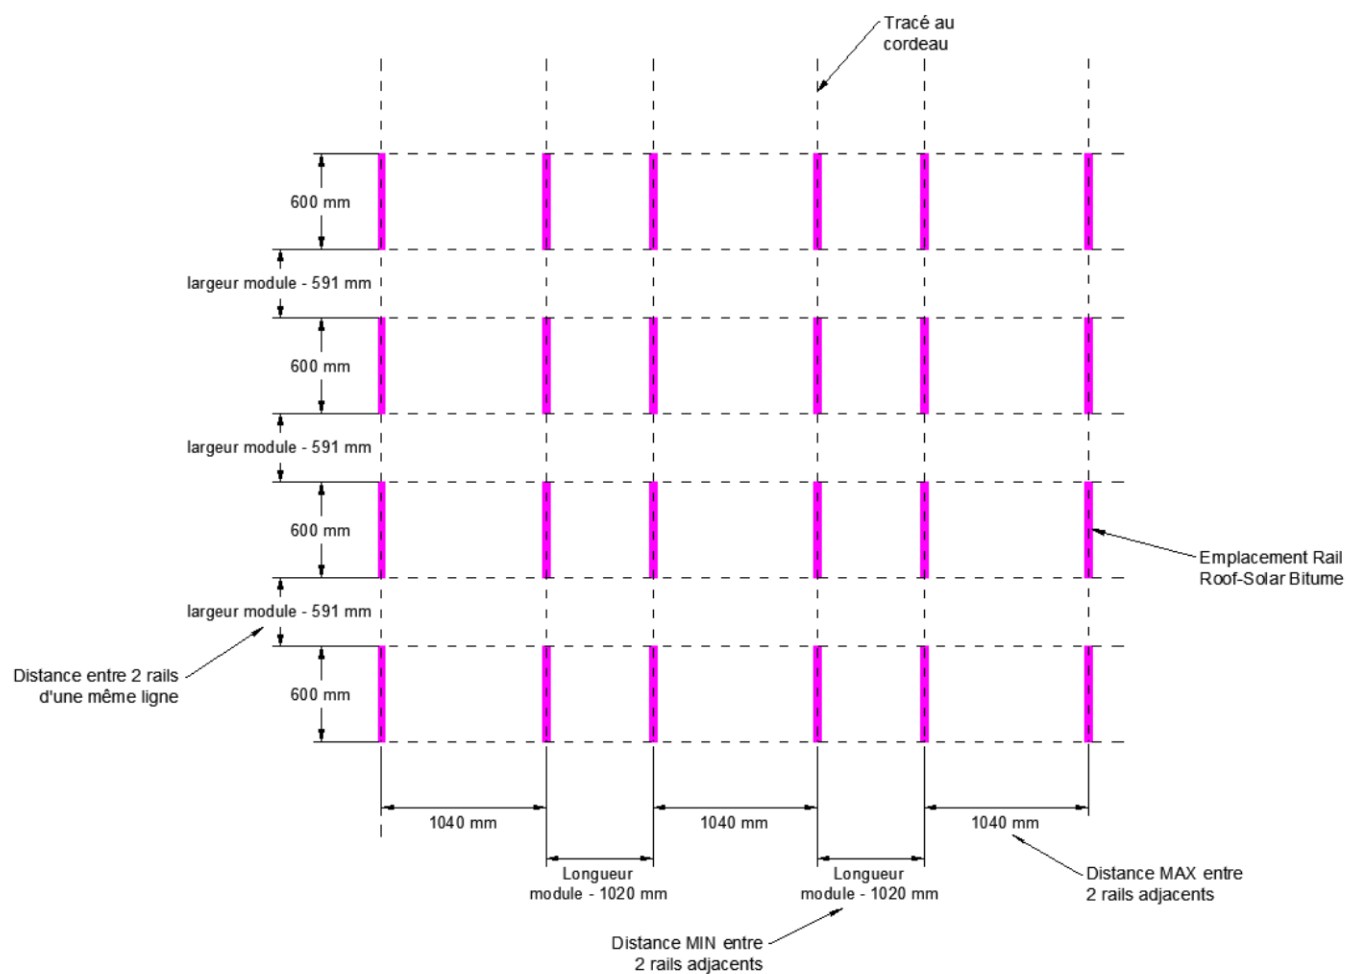 Tracé au
cordeau
600 mm
largeur module - 591 mm
600 mm
largeur module - 591 mm
600 mm
Emplacement Rail
Roof-Solar Bitume
largeur module - 591 mm
Distance entre 2 rails
d'une même ligne
600 mm
1040 mm
1040 mm
1040 mm
Longueur
module - 1020 mm
Longueur
module - 1020 mm
Distance MAX entre
2 rails adjacents
Distance MIN entre
2 rails adjacents